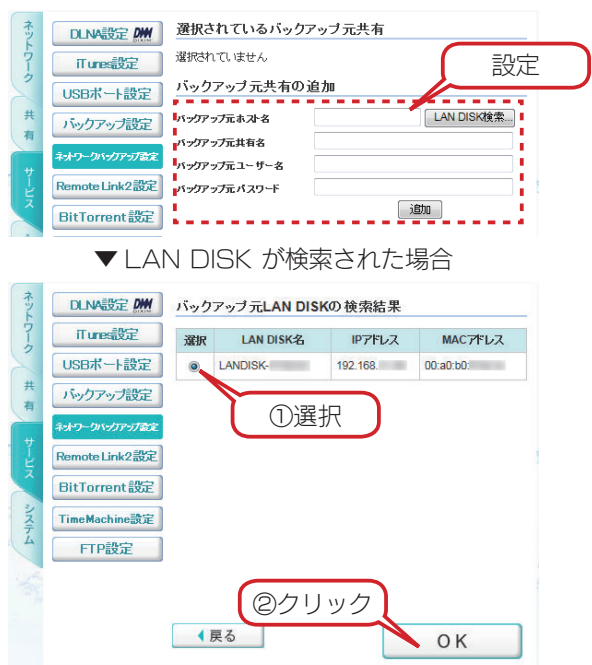 ネットワーク
共有
サービス
DLNA設定 DiXiM
iTunes設定
USBポート設定
バックアップ設定
ネットワークバックアップ設定
Remote Link2設定
BitTorrent設定
選択されているバックアップ元共有
選択されていません
設定
バックアップ元共有の追加
バックアップ元ホスト名
LAN DISK検索...
バックアップ元共有名
バックアップ元ユーザー名
バックアップ元パスワード
追加
▼ LAN DISK が検索された場合
ネットワーク
共有
サービス
システム
DLNA設定 DiXiM
iTunes設定
USBポート設定
バックアップ設定
ネットワークバックアップ設定
Remote Link2設定
BitTorrent設定
TimeMachine設定
FTP設定
バックアップ元LAN DISKの検索結果
選択 LAN DISK名 IPアドレス MACアドレス
LANDISK- 192.168. 00:a0:b0:
①選択
②クリック
戻る
OK